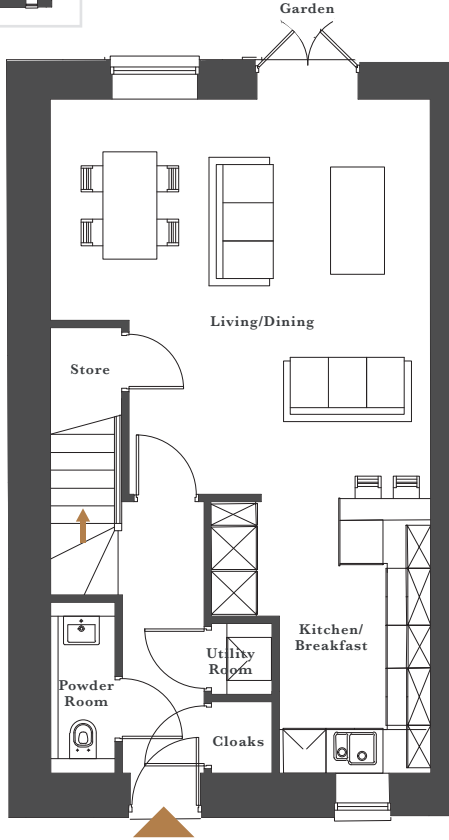 Garden
Living/Dining
Store
Kitchen/
Breakfast
Utility
Room
Powder
Room
Cloaks